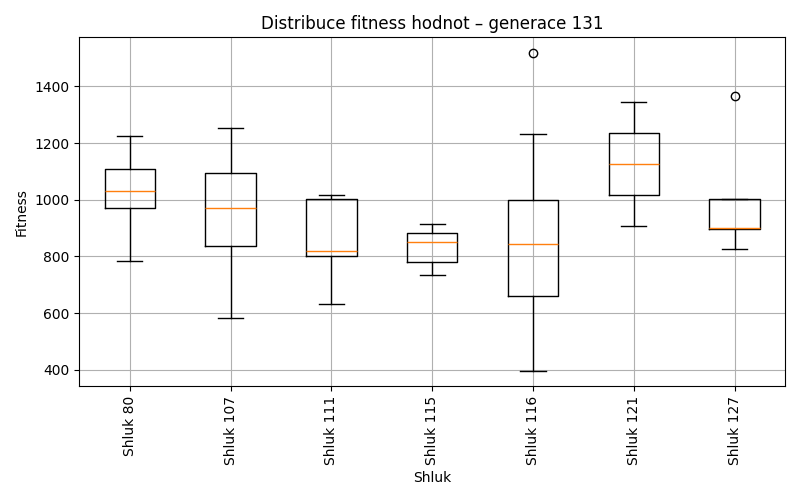 Distribuce fitness hodnot – generace 131
Fitness
1400
1200
1000
800
600
400
Shluk 80
Shluk 107
Shluk 111
Shluk 115
Shluk 116
Shluk 121
Shluk 127
Shluk